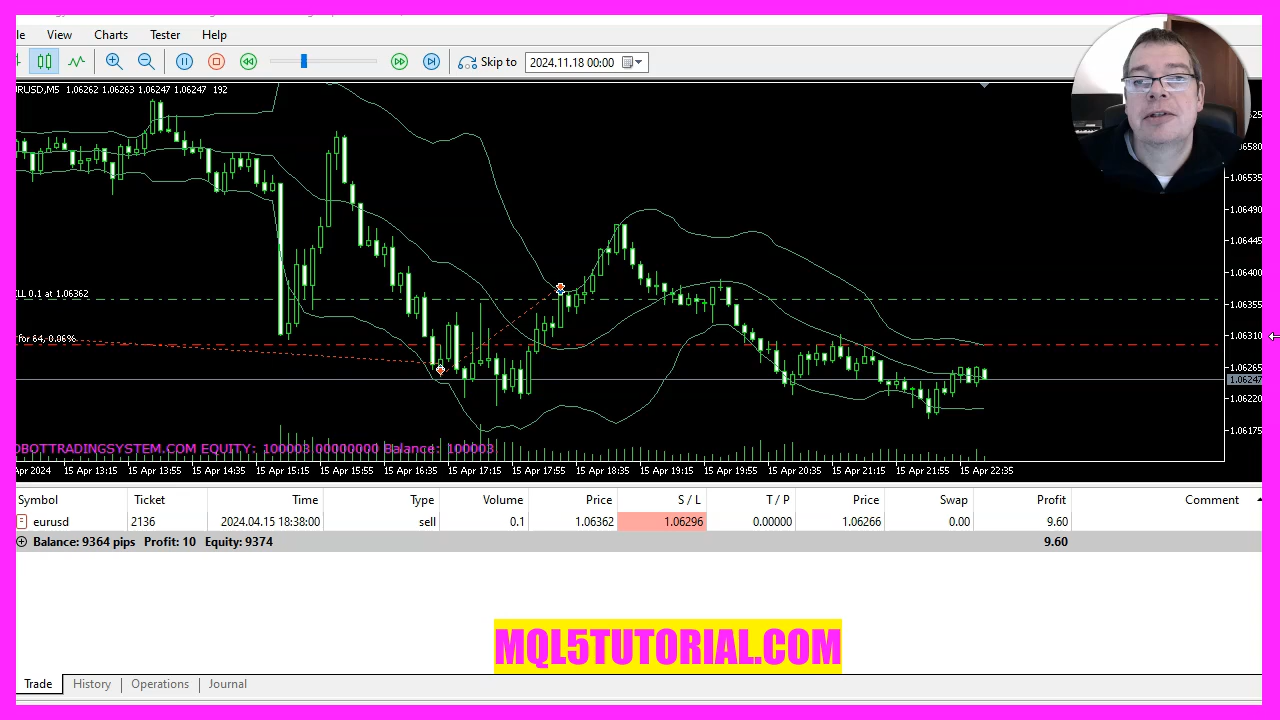 le View Charts Tester Help
Skip to 2024.11.18 00:00
RUSD,M5 1.06262 1.06263 1.06247 1.06247 192
1.06580
1.06535
1.06490
1.06445
1.06400
1.06355
1.06310
1.06265
1.06247
1.06220
1.06175
LL 0.1 at 1.06362
for 64, 0.06%
OBOTTRADINGSYSTEM.COM EQUITY: 100003 00000000 Balance: 100003
Apr 2024 15 Apr 13:15 15 Apr 13:55 15 Apr 14:35 15 Apr 15:15 15 Apr 15:55 15 Apr 16:35 15 Apr 17:15 15 Apr 17:55 15 Apr 18:35 15 Apr 19:15 15 Apr 19:55 15 Apr 20:35 15 Apr 21:15 15 Apr 21:55 15 Apr 22:35
Symbol Ticket Time Type Volume Price S / L T / P Price Swap Profit Comment
eurusd 2136 2024.04.15 18:38:00 sell 0.1 1.06362 1.06296 0.00000 1.06266 0.00 9.60
Balance: 9364 pips Profit: 10 Equity: 9374 9.60
MQL5TUTORIAL.COM
Trade History Operations Journal